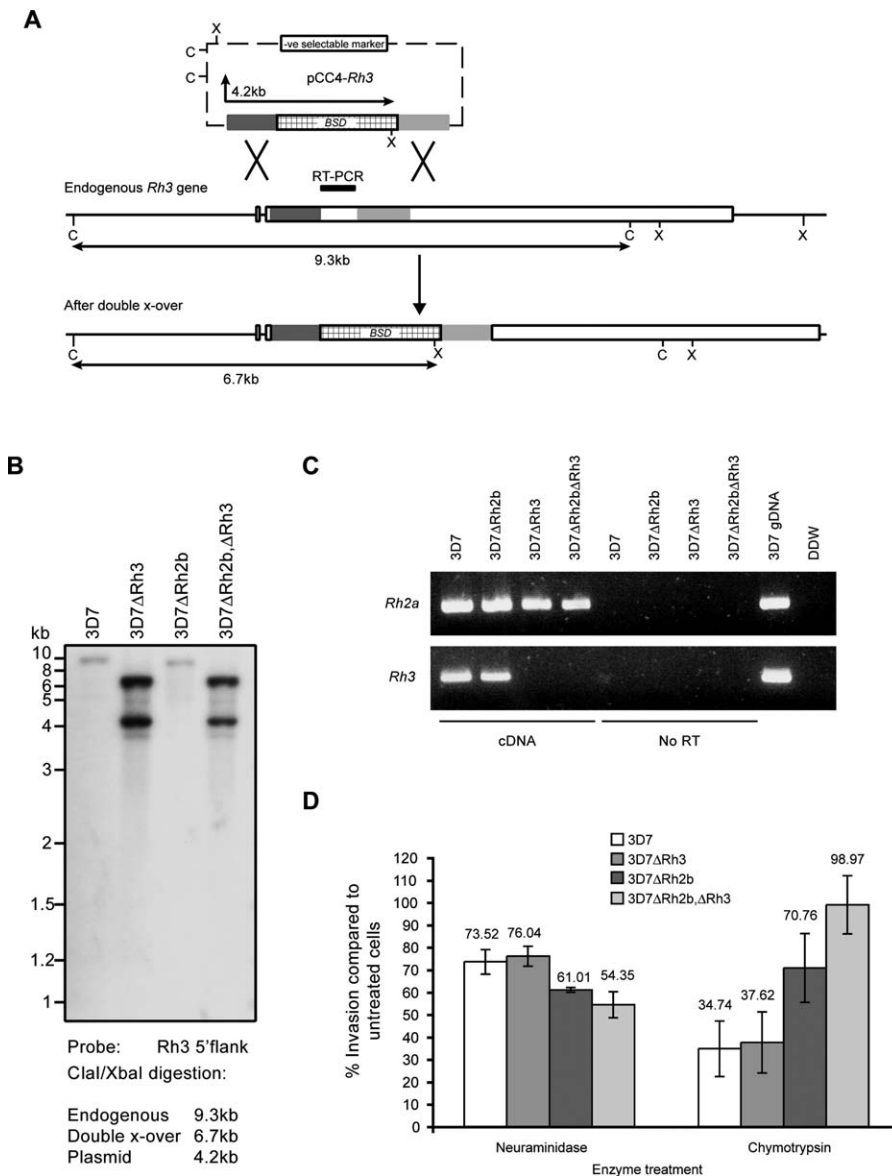 A
X
-ve selectable marker
C
C
pCC4-Rh3
4.2kb
BSD
X
RT-PCR
Endogenous Rh3 gene
C
C
X
X
9.3kb
After double x-over
BSD
C
X
C
X
6.7kb
B
3D7
3D7ΔRh3
3D7ΔRh2b
3D7ΔRh2b,ΔRh3
kb
10
8
6
5
4
3
2
1.5
1.2
1
Probe: Rh3 5'flank
ClaI/XbaI digestion:
Endogenous 9.3kb
Double x-over 6.7kb
Plasmid 4.2kb
C
3D7
3D7ΔRh2b
3D7ΔRh3
3D7ΔRh2bΔRh3
3D7
3D7ΔRh2b
3D7ΔRh3
3D7ΔRh2bΔRh3
3D7 gDNA
DDW
Rh2a
Rh3
cDNA
No RT
D
3D7
3D7ΔRh3
3D7ΔRh2b
3D7ΔRh2b,ΔRh3
% Invasion compared to
untreated cells
120
110
100
90
80
70
60
50
40
30
20
10
0
73.52
76.04
61.01
54.35
34.74
37.62
70.76
98.97
Neuraminidase
Chymotrypsin
Enzyme treatment